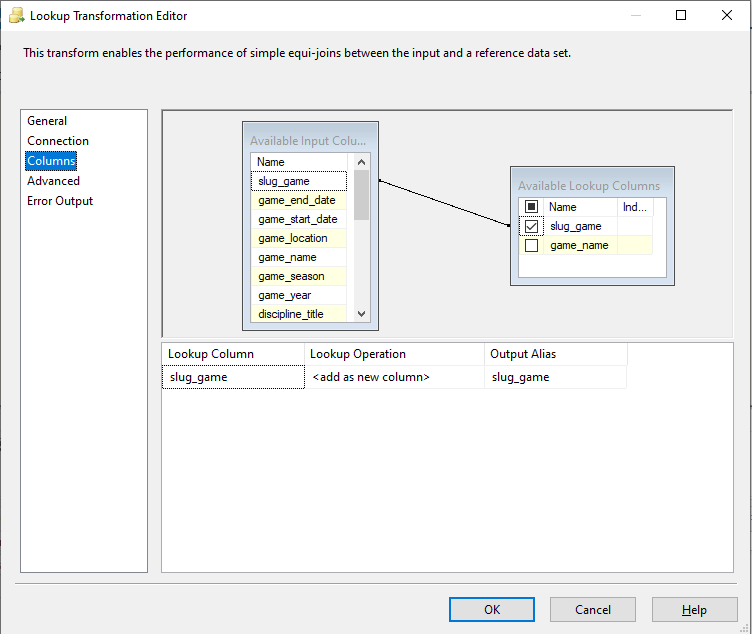 Lookup Transformation Editor
This transform enables the performance of simple equi-joins between the input and a reference data set.
General
Connection
Columns
Advanced
Error Output
Available Input Colu...
Name
slug_game
game_end_date
game_start_date
game_location
game_name
game_season
game_year
discipline_title
Available Lookup Columns
Name Ind...
slug_game
game_name
Lookup Column Lookup Operation Output Alias
slug_game <add as new column> slug_game
OK Cancel Help